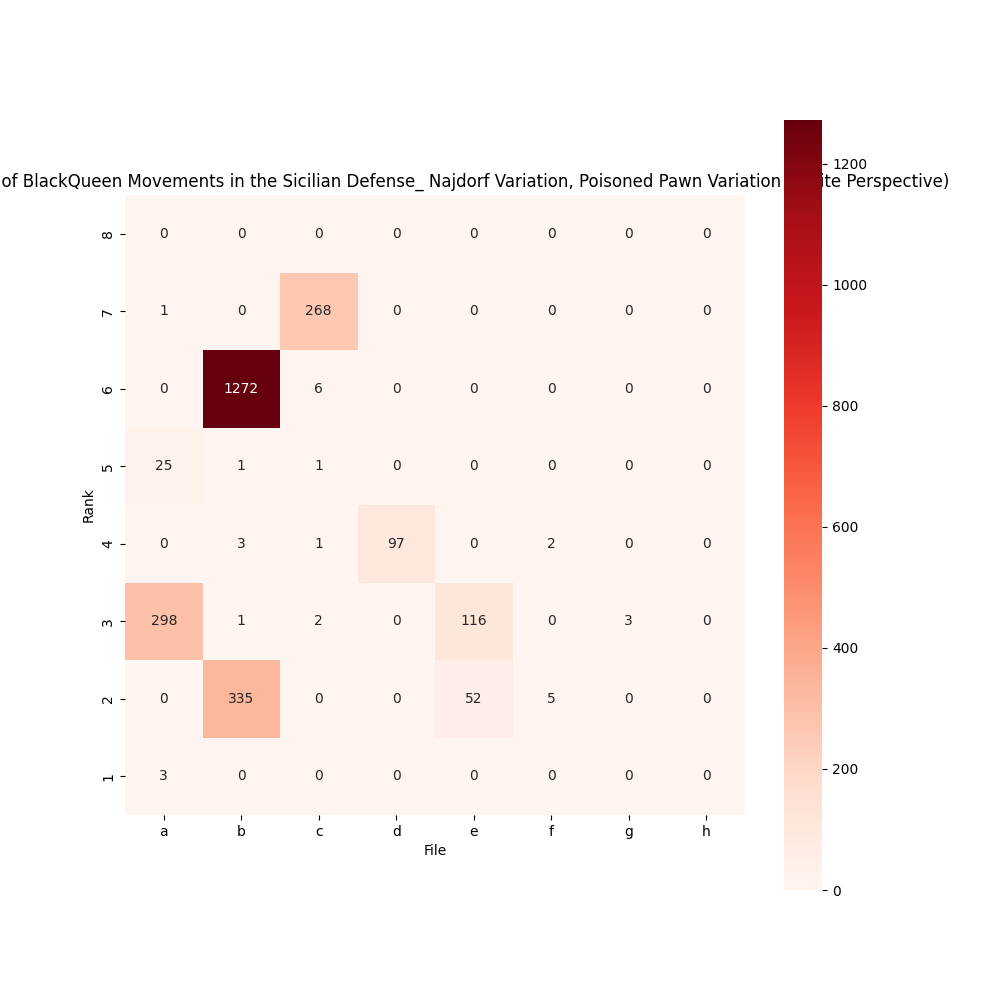 of BlackQueen Movements in the Sicilian Defense_ Najdorf Variation, Poisoned Pawn Variation ite Perspective)
1200
8 0 0 0 0 0 0 0 0
7 1 0 268 0 0 0 0 0
1000
6 0 1272 6 0 0 0 0 0
800
5 25 1 1 0 0 0 0 0
Rank
600
4 0 3 1 97 0 2 0 0
400
3 298 1 2 0 116 0 3 0
2 0 335 0 0 52 5 0 0
200
1 3 0 0 0 0 0 0 0
a b c d e f g h
File
0